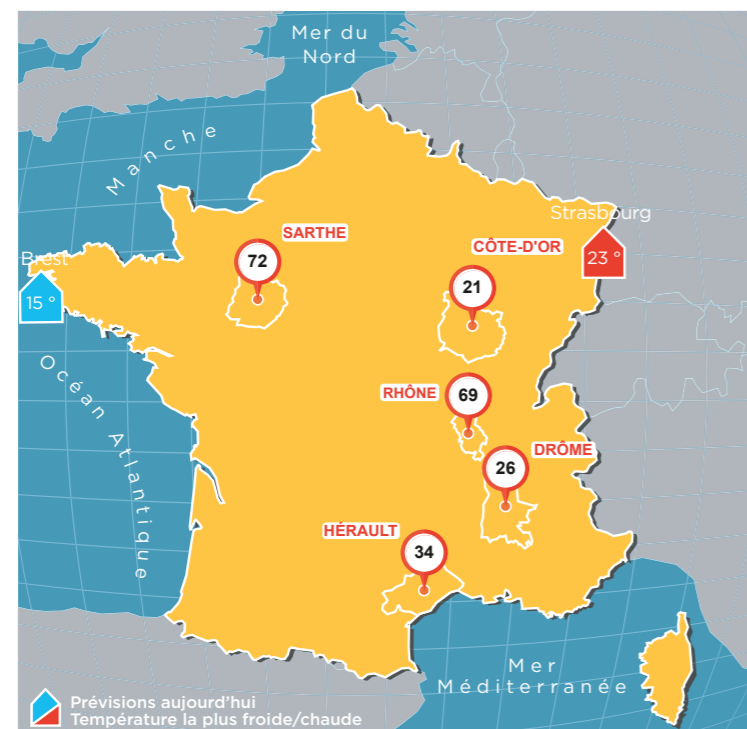 Mer du
Nord
Manche
Strasbourg
23 °
SARTHE
72
CÔTE-D'OR
21
Brest
15 °
Océan Atlantique
RHÔNE
69
DRÔME
26
HÉRAULT
34
Mer
Méditerranée
Prévisions aujourd'hui
Température la plus froide/chaude